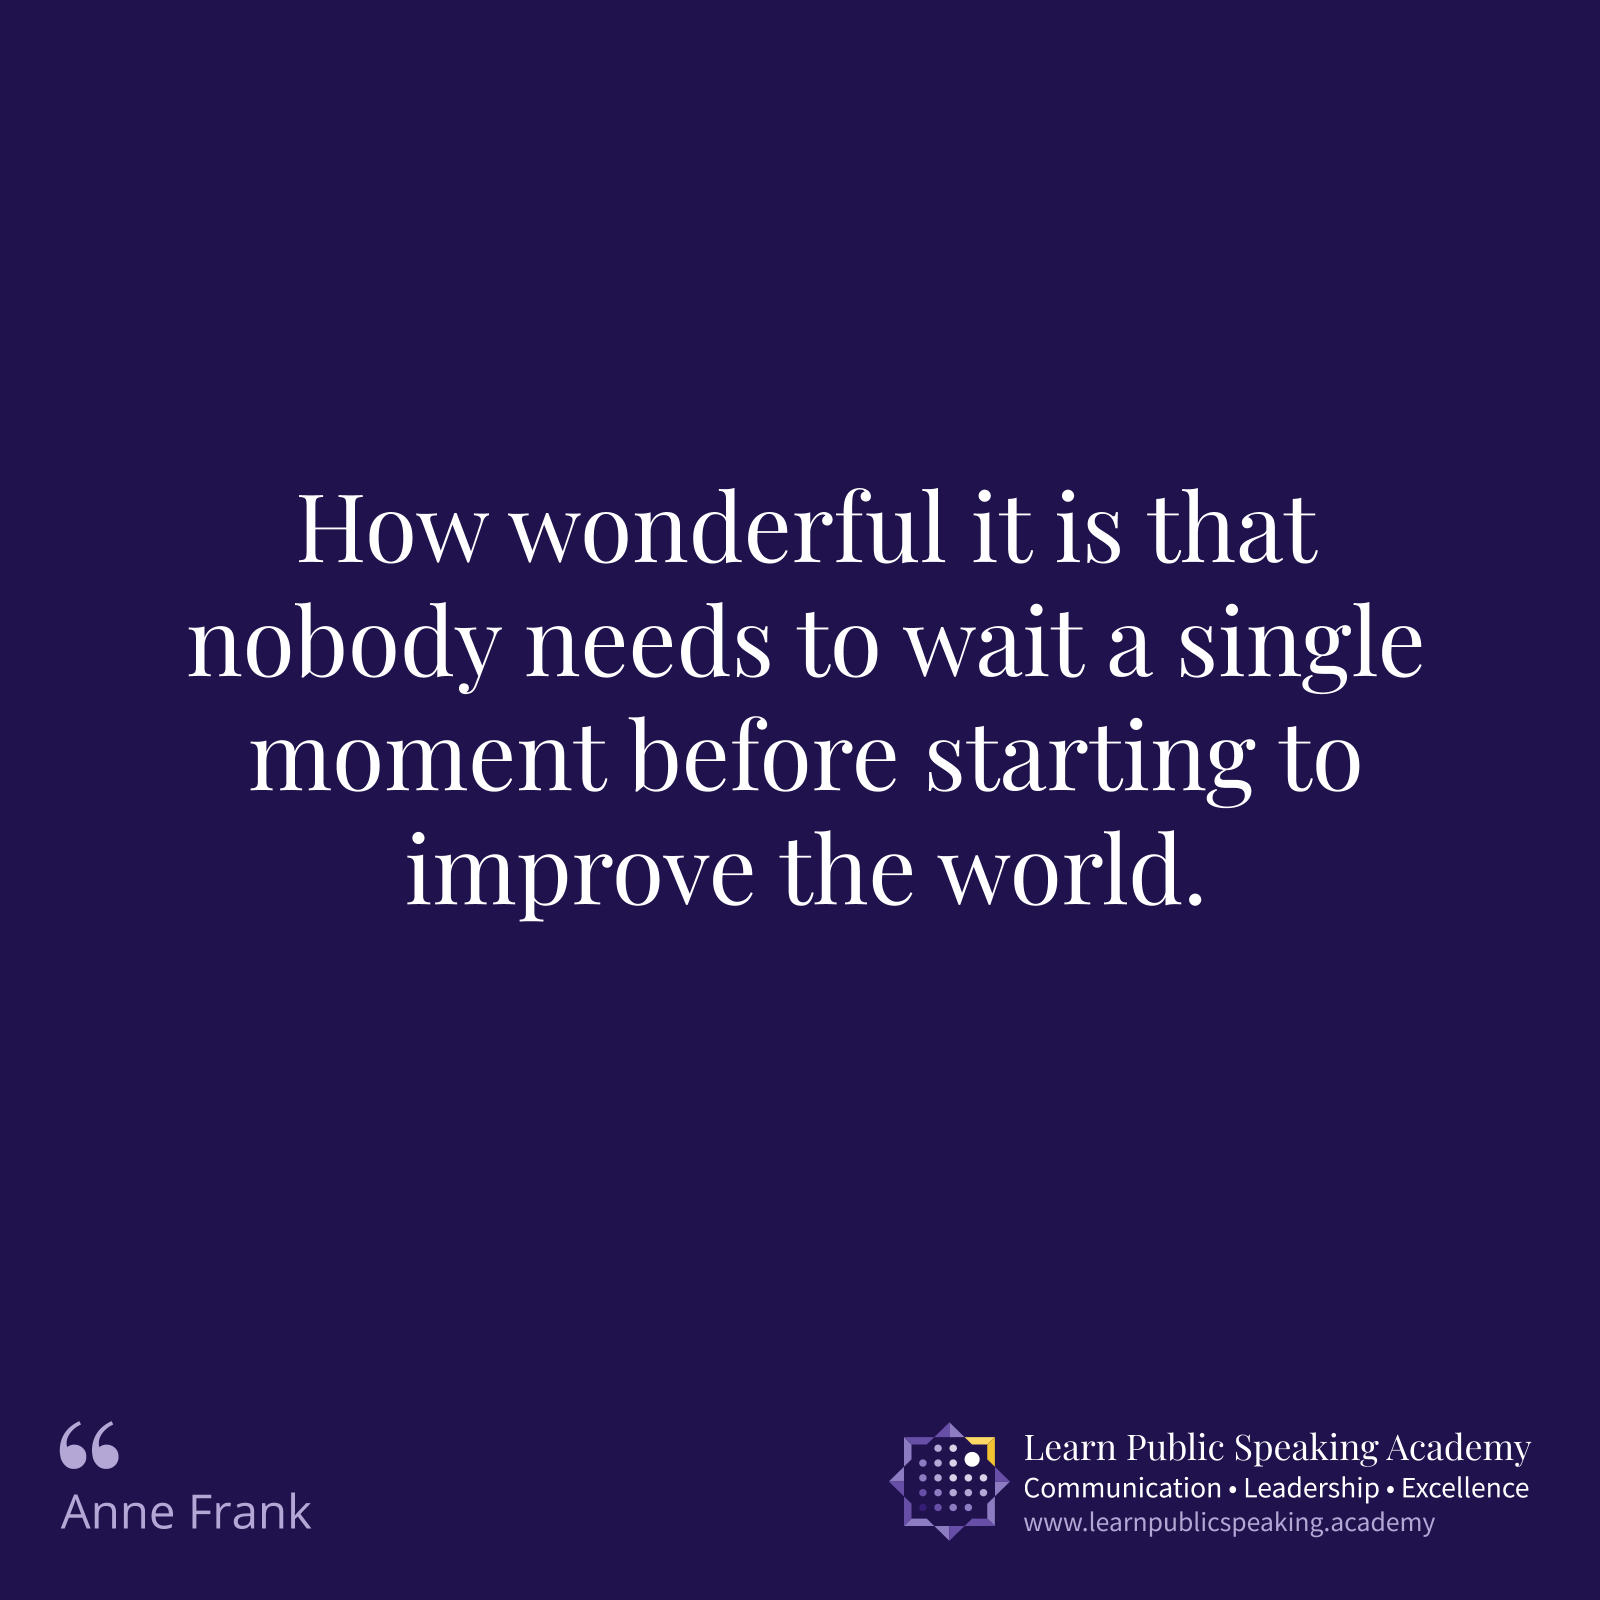 How wonderful it is that
nobody needs to wait a single
moment before starting to
improve the world.
“
Anne Frank
Learn Public Speaking Academy
Communication • Leadership • Excellence
www.learnpublicspeaking.academy